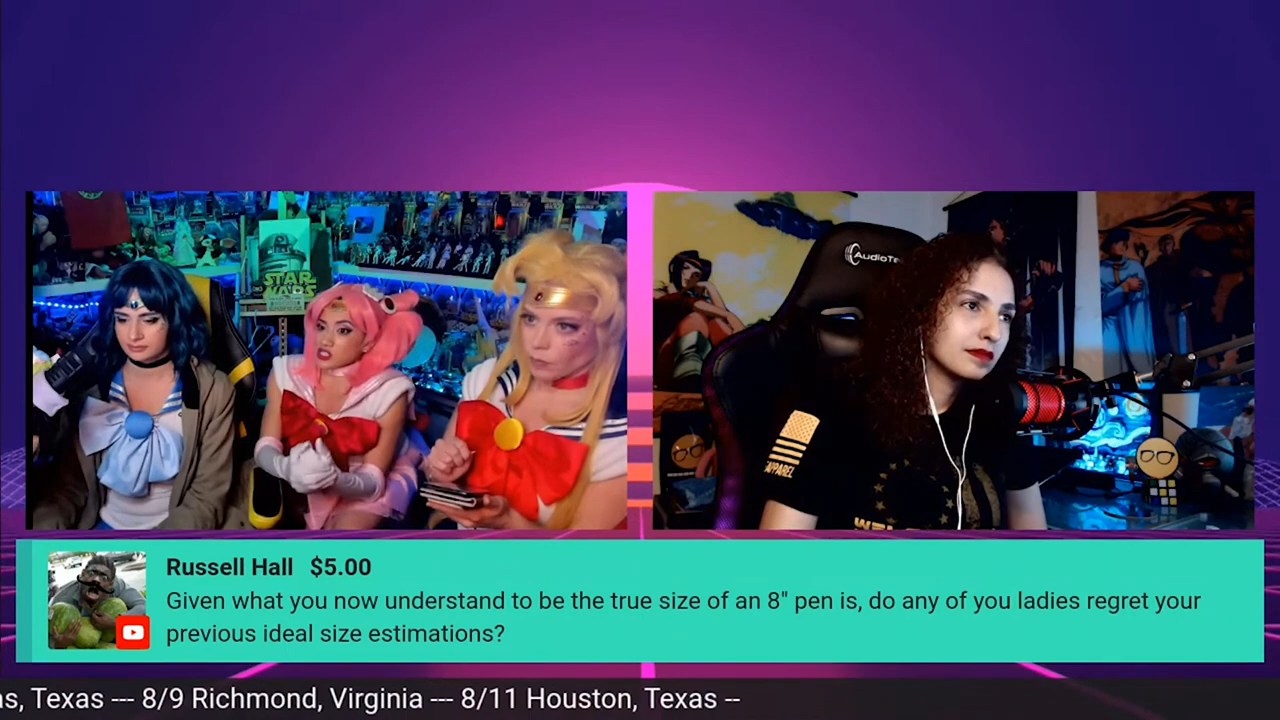 STAR
WARS
AudioTe
APPAREL
Russell Hall $5.00
Given what you now understand to be the true size of an 8" pen is, do any of you ladies regret your
previous ideal size estimations?
as, Texas --- 8/9 Richmond, Virginia --- 8/11 Houston, Texas --